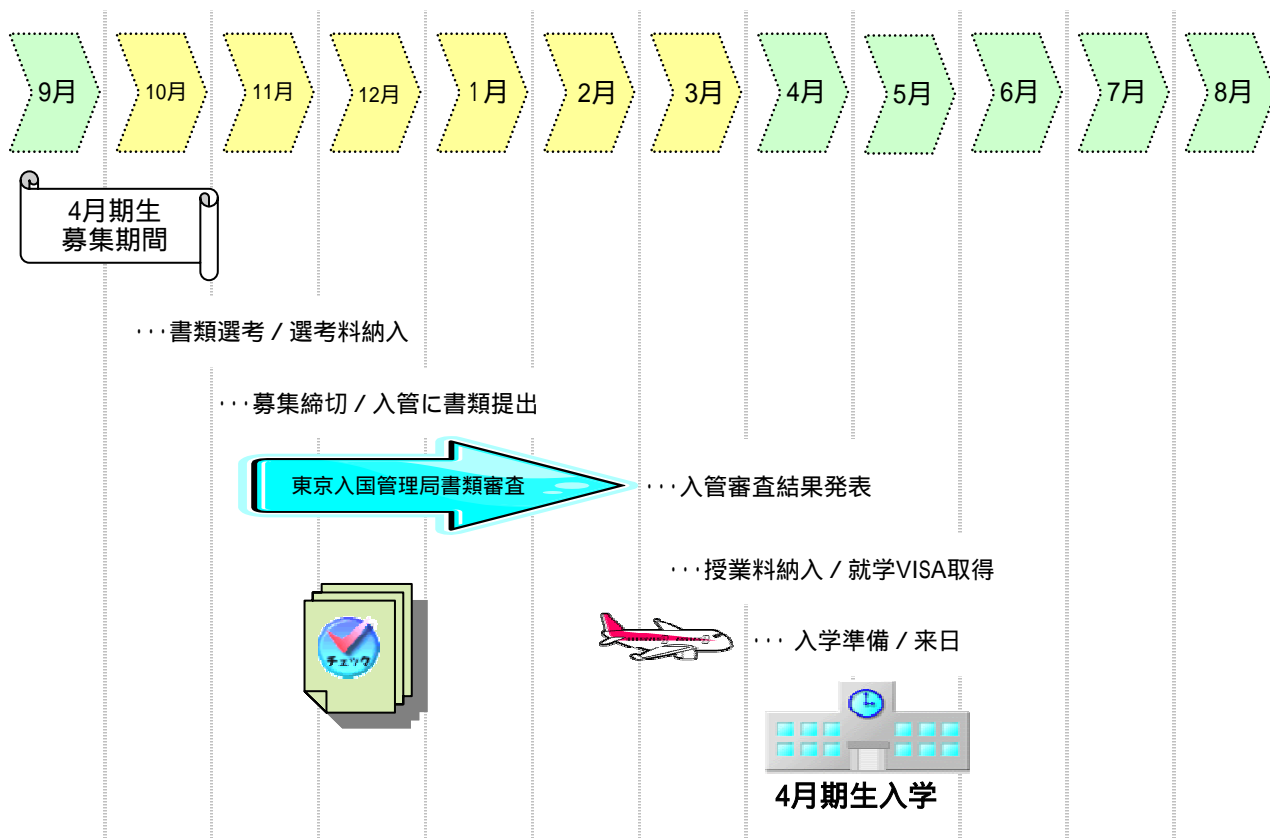 9月 10月 11月 12月 1月 2月 3月 4月 5月 6月 7月 8月
4月期生
募集期間
･･･書類選考 / 選考料納入
･･･募集締切 / 入管に書類提出
東京入国管理局書類審査
･･･入管審査結果発表
･･･授業料納入 / 就学VISA取得
チェック
･･･ 入学準備 / 来日
4月期生入学